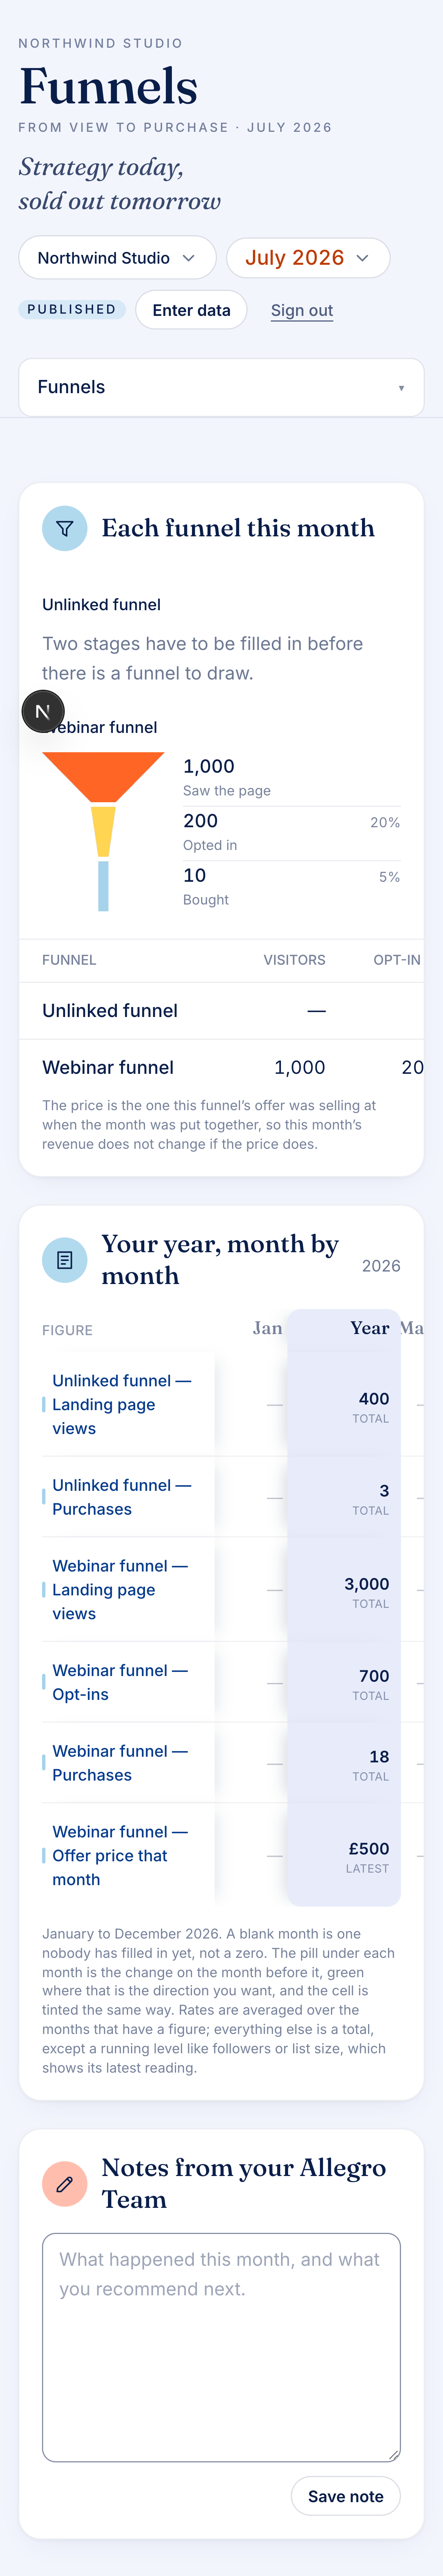 NORTHWIND STUDIO
Funnels
FROM VIEW TO PURCHASE · JULY 2026
Strategy today,
sold out tomorrow
Northwind Studio
July 2026
PUBLISHED
Enter data
Sign out
Funnels
Each funnel this month
Unlinked funnel
Two stages have to be filled in before
there is a funnel to draw.
N
ebinar funnel
1,000
Saw the page
200 20%
Opted in
10 5%
Bought
FUNNEL VISITORS OPT-IN
Unlinked funnel —
Webinar funnel 1,000 20
The price is the one this funnel’s offer was selling at
when the month was put together, so this month’s
revenue does not change if the price does.
Your year, month by
month
2026
FIGURE Jan Year Ma
Unlinked funnel —
Landing page
views
— 400 —
TOTAL
Unlinked funnel —
Purchases
— 3 —
TOTAL
Webinar funnel —
Landing page
views
— 3,000 —
TOTAL
Webinar funnel —
Opt-ins
— 700 —
TOTAL
Webinar funnel —
Purchases
— 18 —
TOTAL
Webinar funnel —
Offer price that
month
— £500 —
LATEST
January to December 2026. A blank month is one
nobody has filled in yet, not a zero. The pill under each
month is the change on the month before it, green
where that is the direction you want, and the cell is
tinted the same way. Rates are averaged over the
months that have a figure; everything else is a total,
except a running level like followers or list size, which
shows its latest reading.
Notes from your Allegro
Team
What happened this month, and what
you recommend next.
Save note